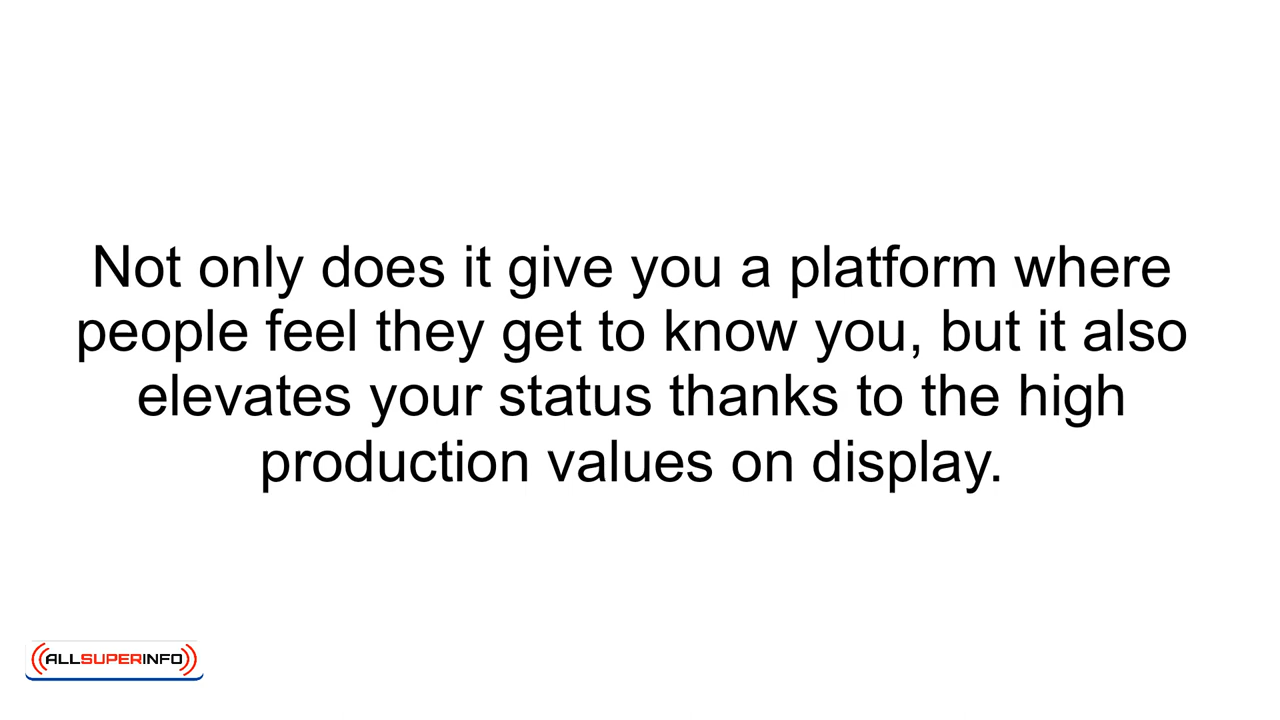 Not only does it give you a platform where
people feel they get to know you, but it also
elevates your status thanks to the high
production values on display.
ALLSUPERINFO